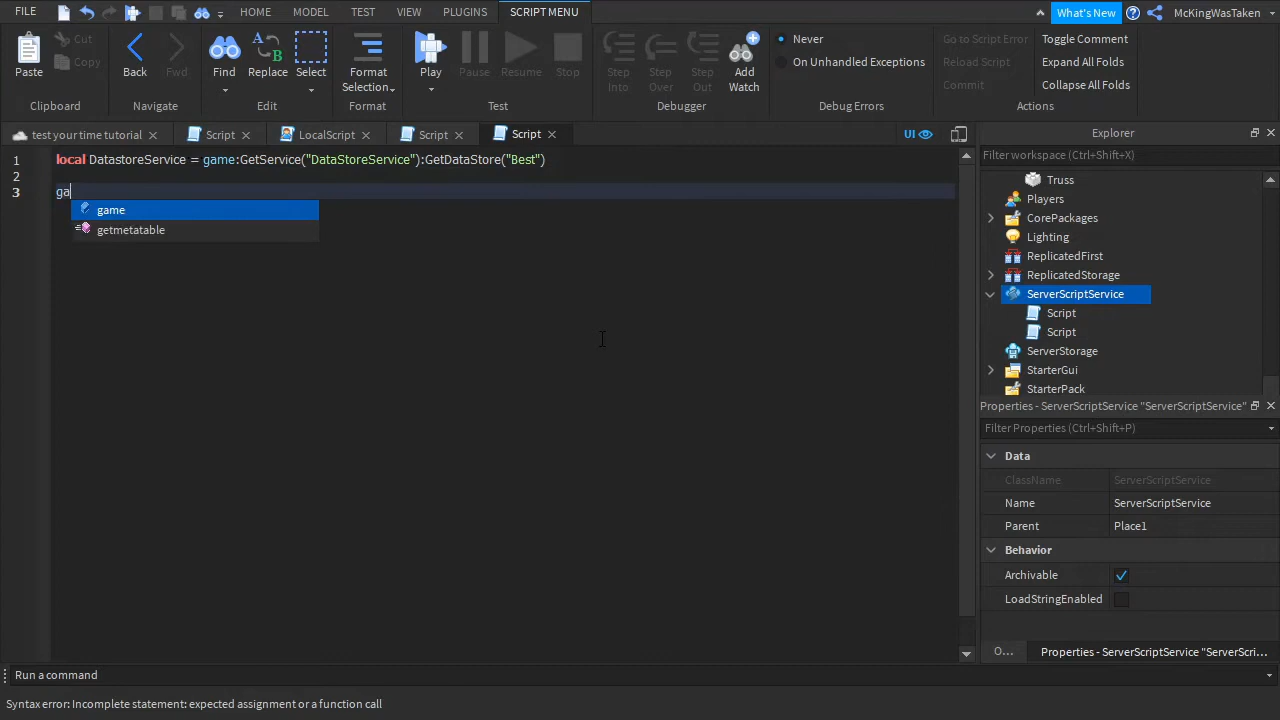 FILE HOME MODEL TEST VIEW PLUGINS SCRIPT MENU What's New McKingWasTaken
Paste
Cut
Copy
Clipboard
Back
Fwd
Navigate
Find
Replace
Select
Edit
Format
Selection
Format
Play
Pause
Resume
Stop
Test
Step
Into
Step
Over
Step
Out
Add
Watch
Debugger
Never
On Unhandled Exceptions
Debug Errors
Go to Script Error
Reload Script
Commit
Toggle Comment
Expand All Folds
Collapse All Folds
Actions
test your time tutorial Script LocalScript Script Script UI
1 local DatastoreService = game:GetService("DataStoreService"):GetDataStore("Best")
2
3 ga
game
getmetatable
Explorer
Filter workspace (Ctrl+Shift+X)
Truss
Players
CorePackages
Lighting
ReplicatedFirst
ReplicatedStorage
ServerScriptService
Script
Script
ServerStorage
StarterGui
StarterPack
Properties - ServerScriptService "ServerScriptService"
Filter Properties (Ctrl+Shift+P)
Data
ClassName ServerScriptService
Name ServerScriptService
Parent Place1
Behavior
Archivable
LoadStringEnabled
O... Properties - ServerScriptService "ServerScri...
Run a command
Syntax error: Incomplete statement: expected assignment or a function call